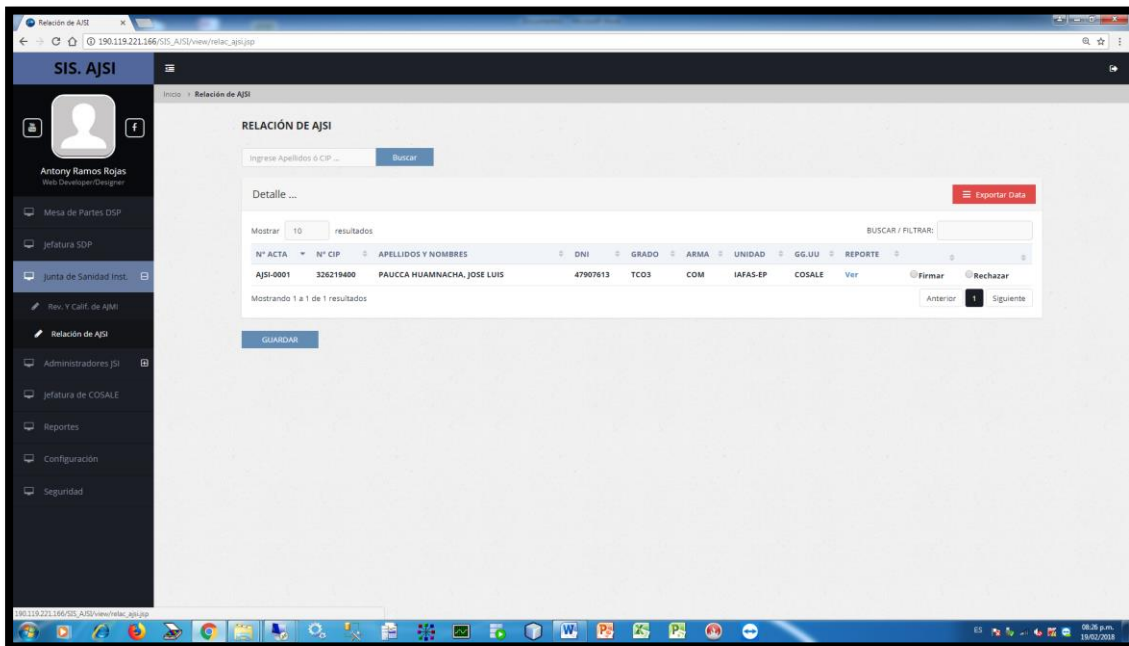 Relación de AJSI
190.119.221.166/SIS_AJSI/view/relac_ajsi.jsp
SIS. AJSI
Inicio > Relación de AJSI
Antony Ramos Rojas
Web Developer/Designer
Mesa de Partes DSP
Jefatura SDP
Junta de Sanidad Inst.
Rev. Y Calif. de AJMI
Relación de AJSI
Administradores JSI
Jefatura de COSALE
Reportes
Configuración
Seguridad
RELACIÓN DE AJSI
Ingrese Apellidos ó CIP ... Buscar
Detalle ... Exportar Data
Mostrar 10 resultados BUSCAR / FILTRAR:
N° ACTA N° CIP APELLIDOS Y NOMBRES DNI GRADO ARMA UNIDAD GG.UU REPORTE
AJSI-0001 326219400 PAUCCA HUAMNACHA, JOSE LUIS 47907613 TCO3 COM IAFAS-EP COSALE Ver Firmar Rechazar
Mostrando 1 a 1 de 1 resultados Anterior 1 Siguiente
GUARDAR
190.119.221.166/SIS_AJSI/view/relac_ajsi.jsp
ES 08:26 p.m.
19/02/2018